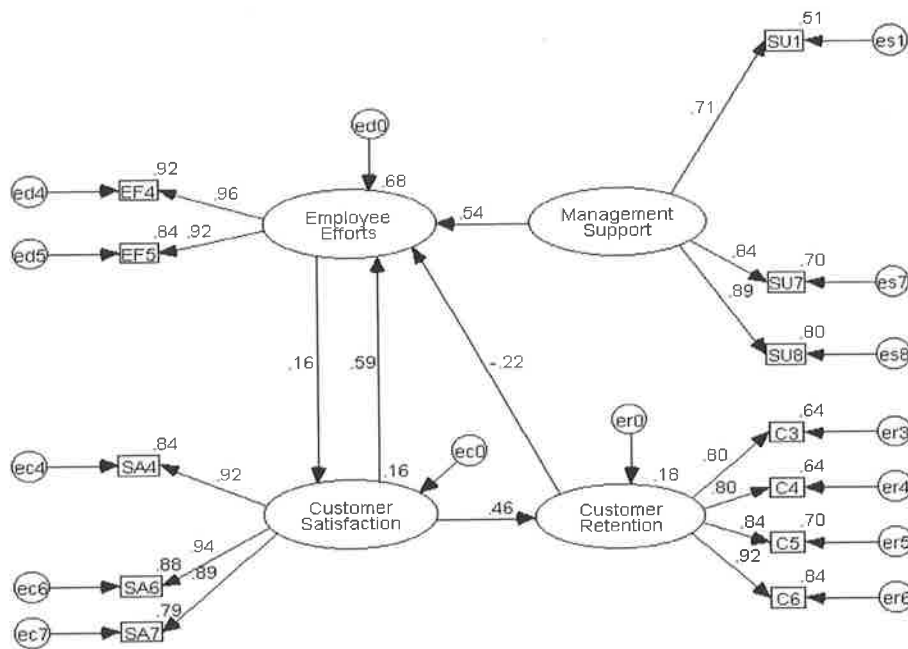 .51
SU1
es1
.71
ed0
.92
.68
ed4
EF4
.96
Employee
Efforts
.54
Management
Support
.84
.92
ed5
EF5
.84
.70
SU7
es7
.89
.80
SU8
es8
.16
.59
-.22
.64
er0
C3
er3
.84
ec0
.80
.64
ec4
SA4
.92
.16
.18
.80
C4
er4
Customer
Satisfaction
.46
Customer
Retention
.84
.70
C5
er5
.94
.88
.89
.92
ec6
SA6
.84
C6
er6
.79
ec7
SA7